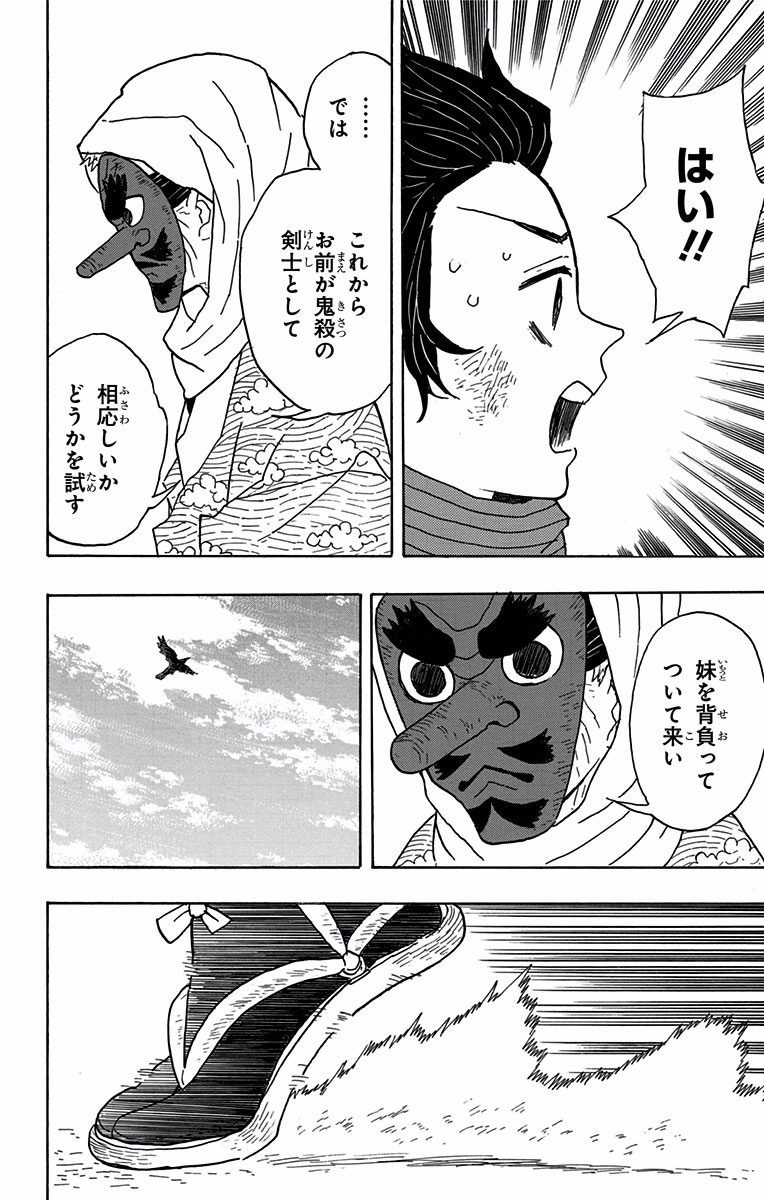 はい!!
……
では
これから
お前が鬼殺の
剣士として
相応しいか
どうかを試す
妹を背負って
ついて来い